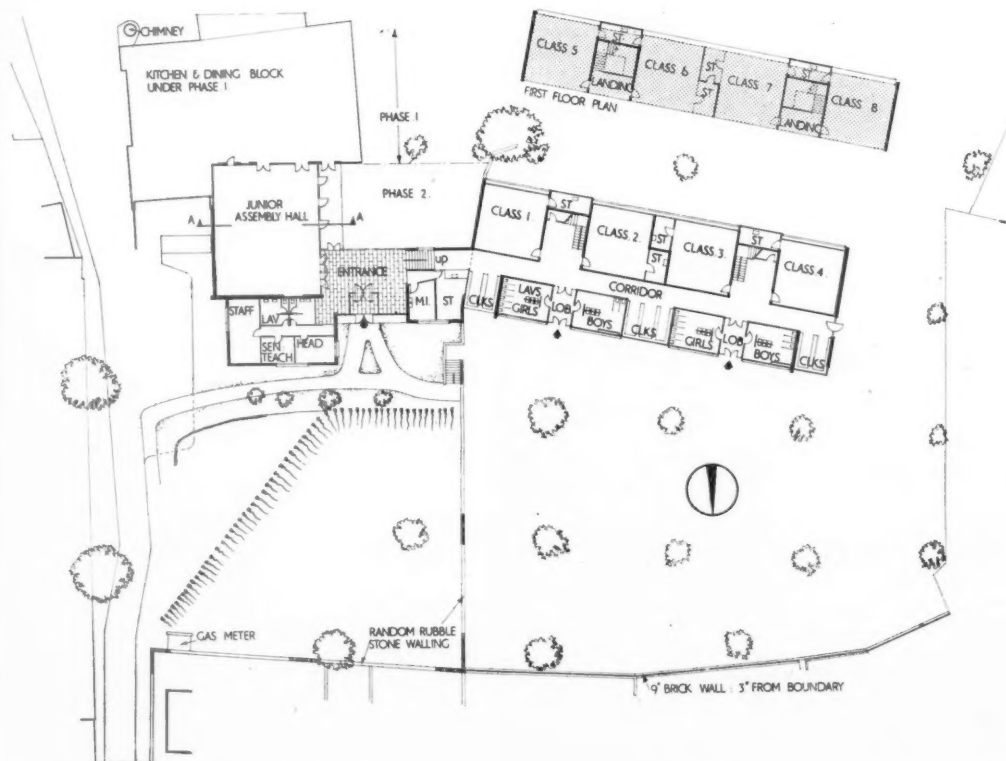 CHIMNEY
KITCHEN & DINING BLOCK
UNDER PHASE. 1
PHASE 1
CLASS 5
ST
LANDING
CLASS 6
ST
ST
CLASS 7
ST
LANDING
CLASS 8
FIRST FLOOR PLAN
JUNIOR
ASSEMBLY HALL
A
A
PHASE 2.
ENTRANCE
UP
M.I.
ST
STAFF
LAV
SEN
TEACH
HEAD
CLASS 1.
ST
CLASS 2.
ST
ST
CLASS 3.
ST
CLASS 4.
CORRIDOR
CLKS
LAVS
GIRLS
LOB
BOYS
CLKS
GIRLS
LOB
BOYS
CLKS
GAS METER
RANDOM RUBBLE
STONE WALLING
9" BRICK WALL : 3" FROM BOUNDARY